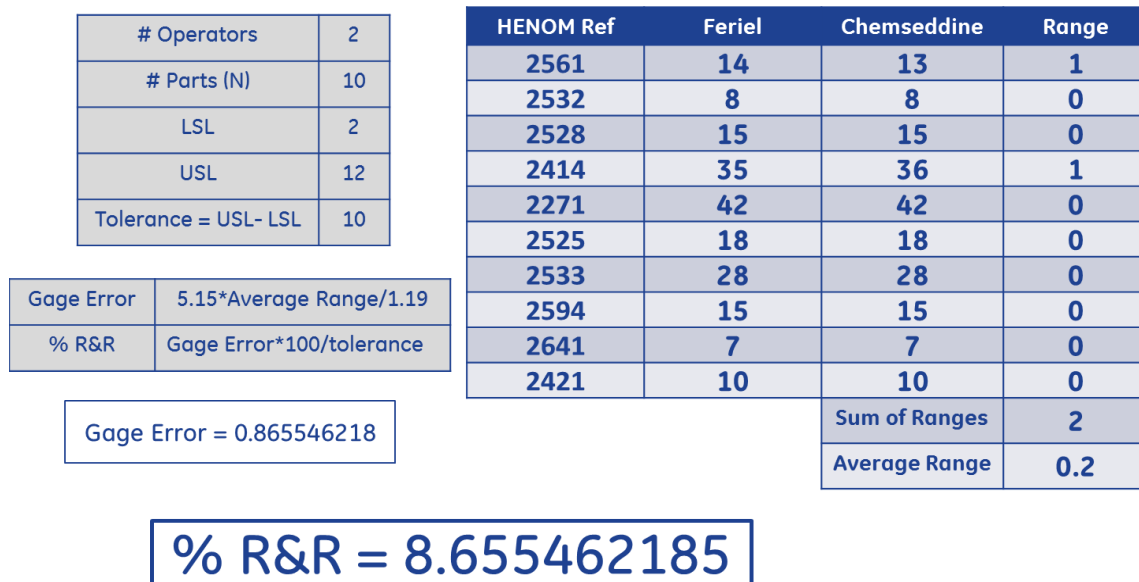 # Operators 2
# Parts (N) 10
LSL 2
USL 12
Tolerance = USL- LSL 10
Gage Error 5.15*Average Range/1.19
% R&R Gage Error*100/tolerance
Gage Error = 0.865546218
HENOM Ref Feriel Chemseddine Range
2561 14 13 1
2532 8 8 0
2528 15 15 0
2414 35 36 1
2271 42 42 0
2525 18 18 0
2533 28 28 0
2594 15 15 0
2641 7 7 0
2421 10 10 0
Sum of Ranges 2
Average Range 0.2
% R&R = 8.655462185